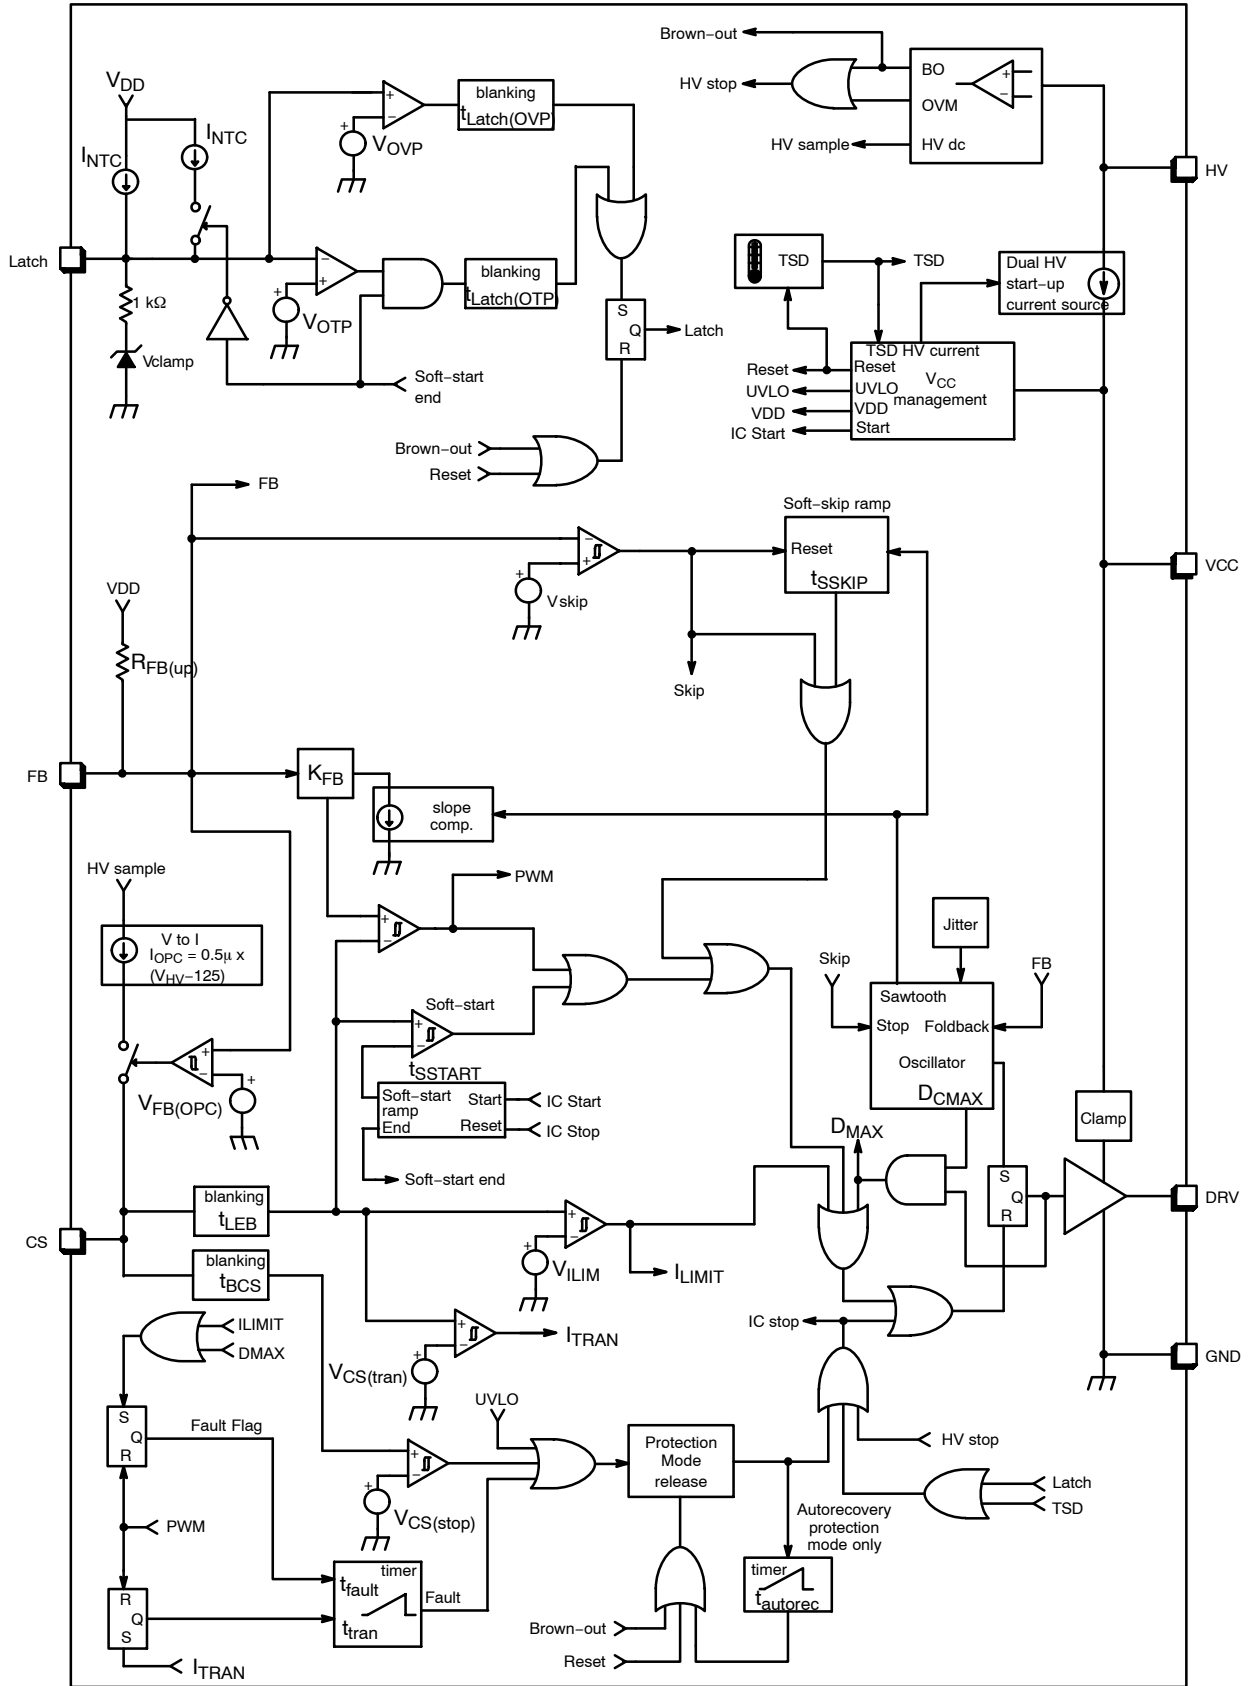 Brown−out
HV stop
HV sample
BO
OVM
HV dc
+
−
HV
VDD
INTC
INTC
+
−
blanking
tLatch(OVP)
+
VOVP
Latch
1 kΩ
Vclamp
−
+
+
VOTP
blanking
tLatch(OTP)
S
Q
R
Latch
Soft−start
end
Brown−out
Reset
TSD
TSD
Dual HV
start−up
current source
TSD HV current
Reset
UVLO
VDD
Start
VCC
management
Reset
UVLO
VDD
IC Start
FB
−
+
+
Vskip
Soft−skip ramp
Reset
tSSKIP
Skip
VCC
VDD
RFB(up)
FB
KFB
slope
comp.
HV sample
V to I
IOPC = 0.5μ x
(VHV−125)
+
−
PWM
Soft−start
+
−
tSSTART
Soft−start
ramp
End
Start
Reset
IC Start
IC Stop
Soft−start end
+
−
+
VFB(OPC)
Jitter
Skip
FB
Sawtooth
Stop
Foldback
Oscillator
DCMAX
DMAX
Clamp
S
Q
R
DRV
CS
blanking
tLEB
blanking
tBCS
+
−
+
VILIM
ILIMIT
ILIMIT
DMAX
+
−
+
VCS(tran)
ITRAN
IC stop
GND
S
Q
R
Fault Flag
UVLO
+
−
+
VCS(stop)
Protection
Mode
release
HV stop
Latch
TSD
Autorecovery
protection
mode only
PWM
R
Q
S
ITRAN
timer
tfault
ttran
Fault
timer
tautorec
Brown−out
Reset